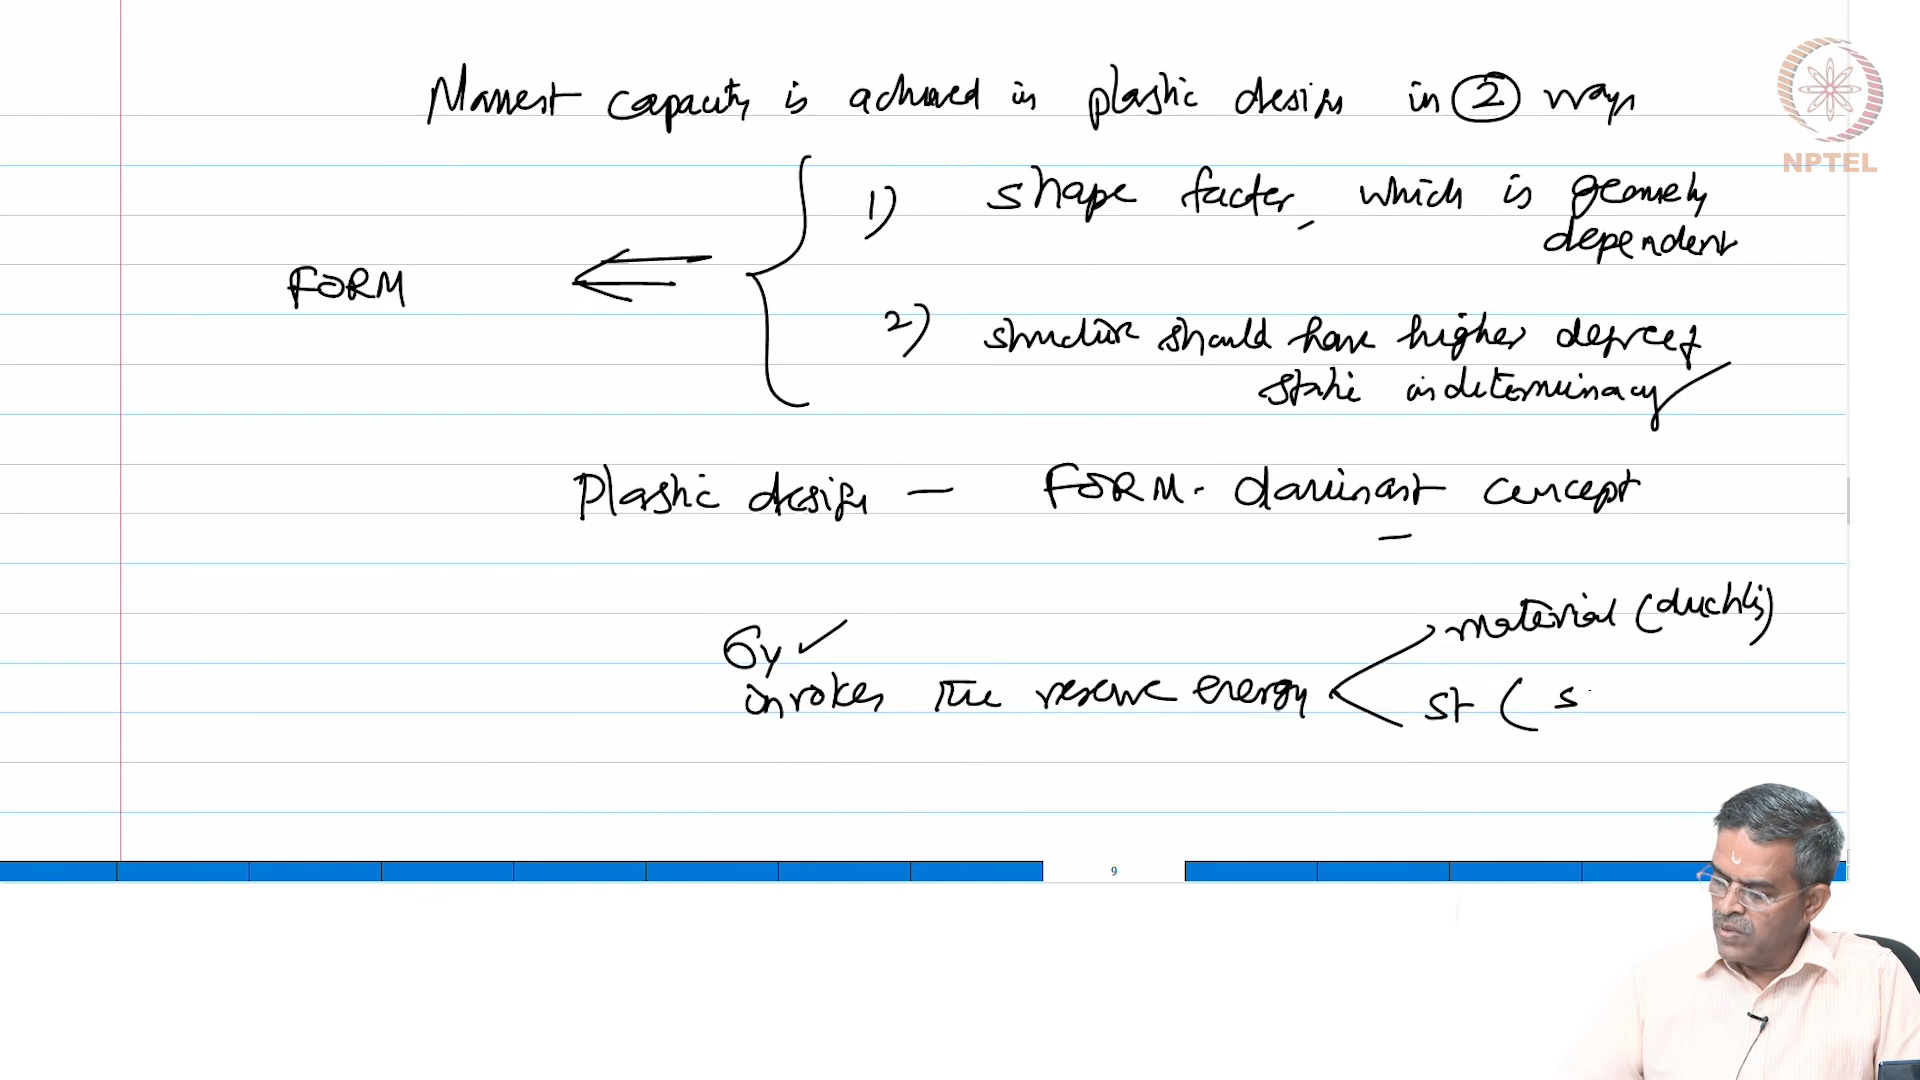 Moment capacity is achieved in plastic design in 2 ways
NPTEL
1) shape factor, which is geometry
dependent
FORM
2) structure should have higher degree of
static indeterminacy
Plastic design — FORM-dominant concept
σy ✓
material (ductility)
invokes the reserve energy
st ( s
9